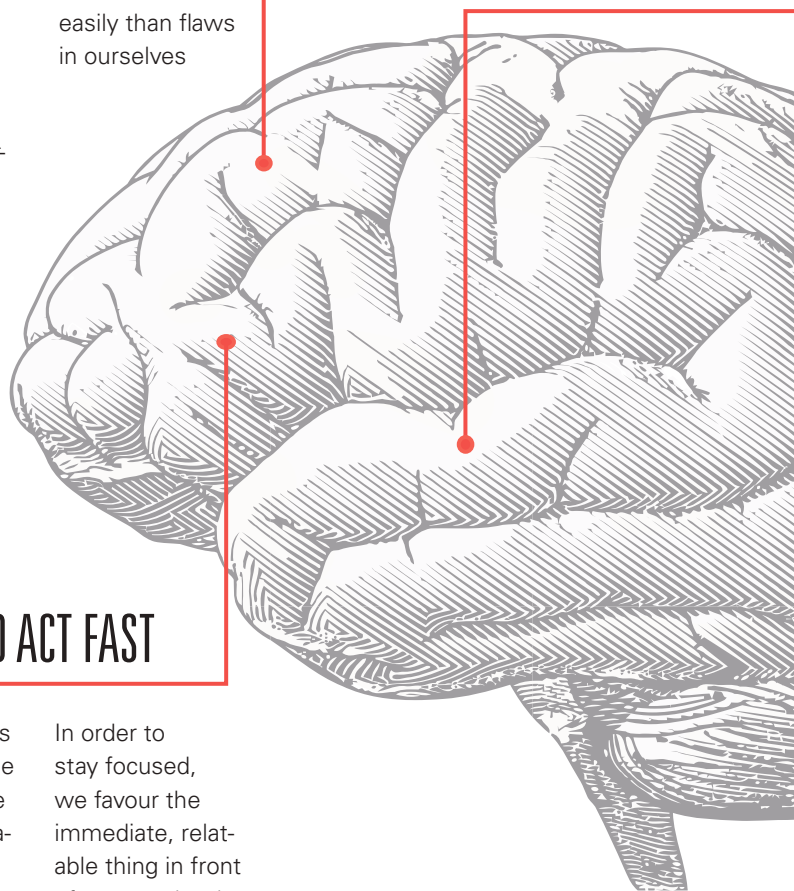 easily than flaws
in ourselves
ACT FAST
In order to
stay focused,
we favour the
immediate, relat-
able thing in front